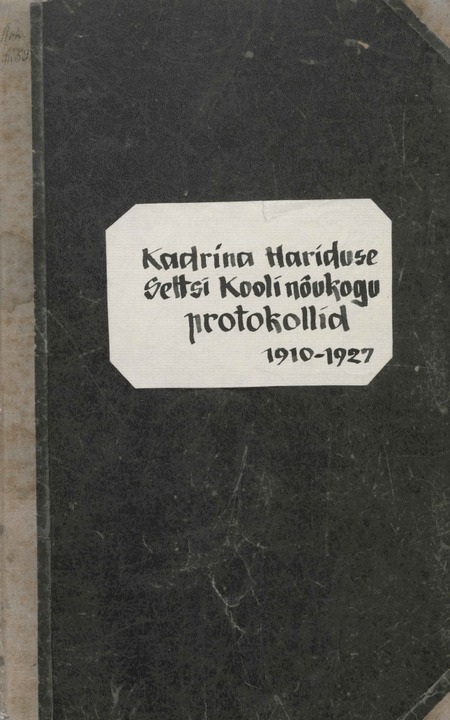 Kadrina Hariduse
Seltsi Kooli nõukogu
protokollid
1910-1927